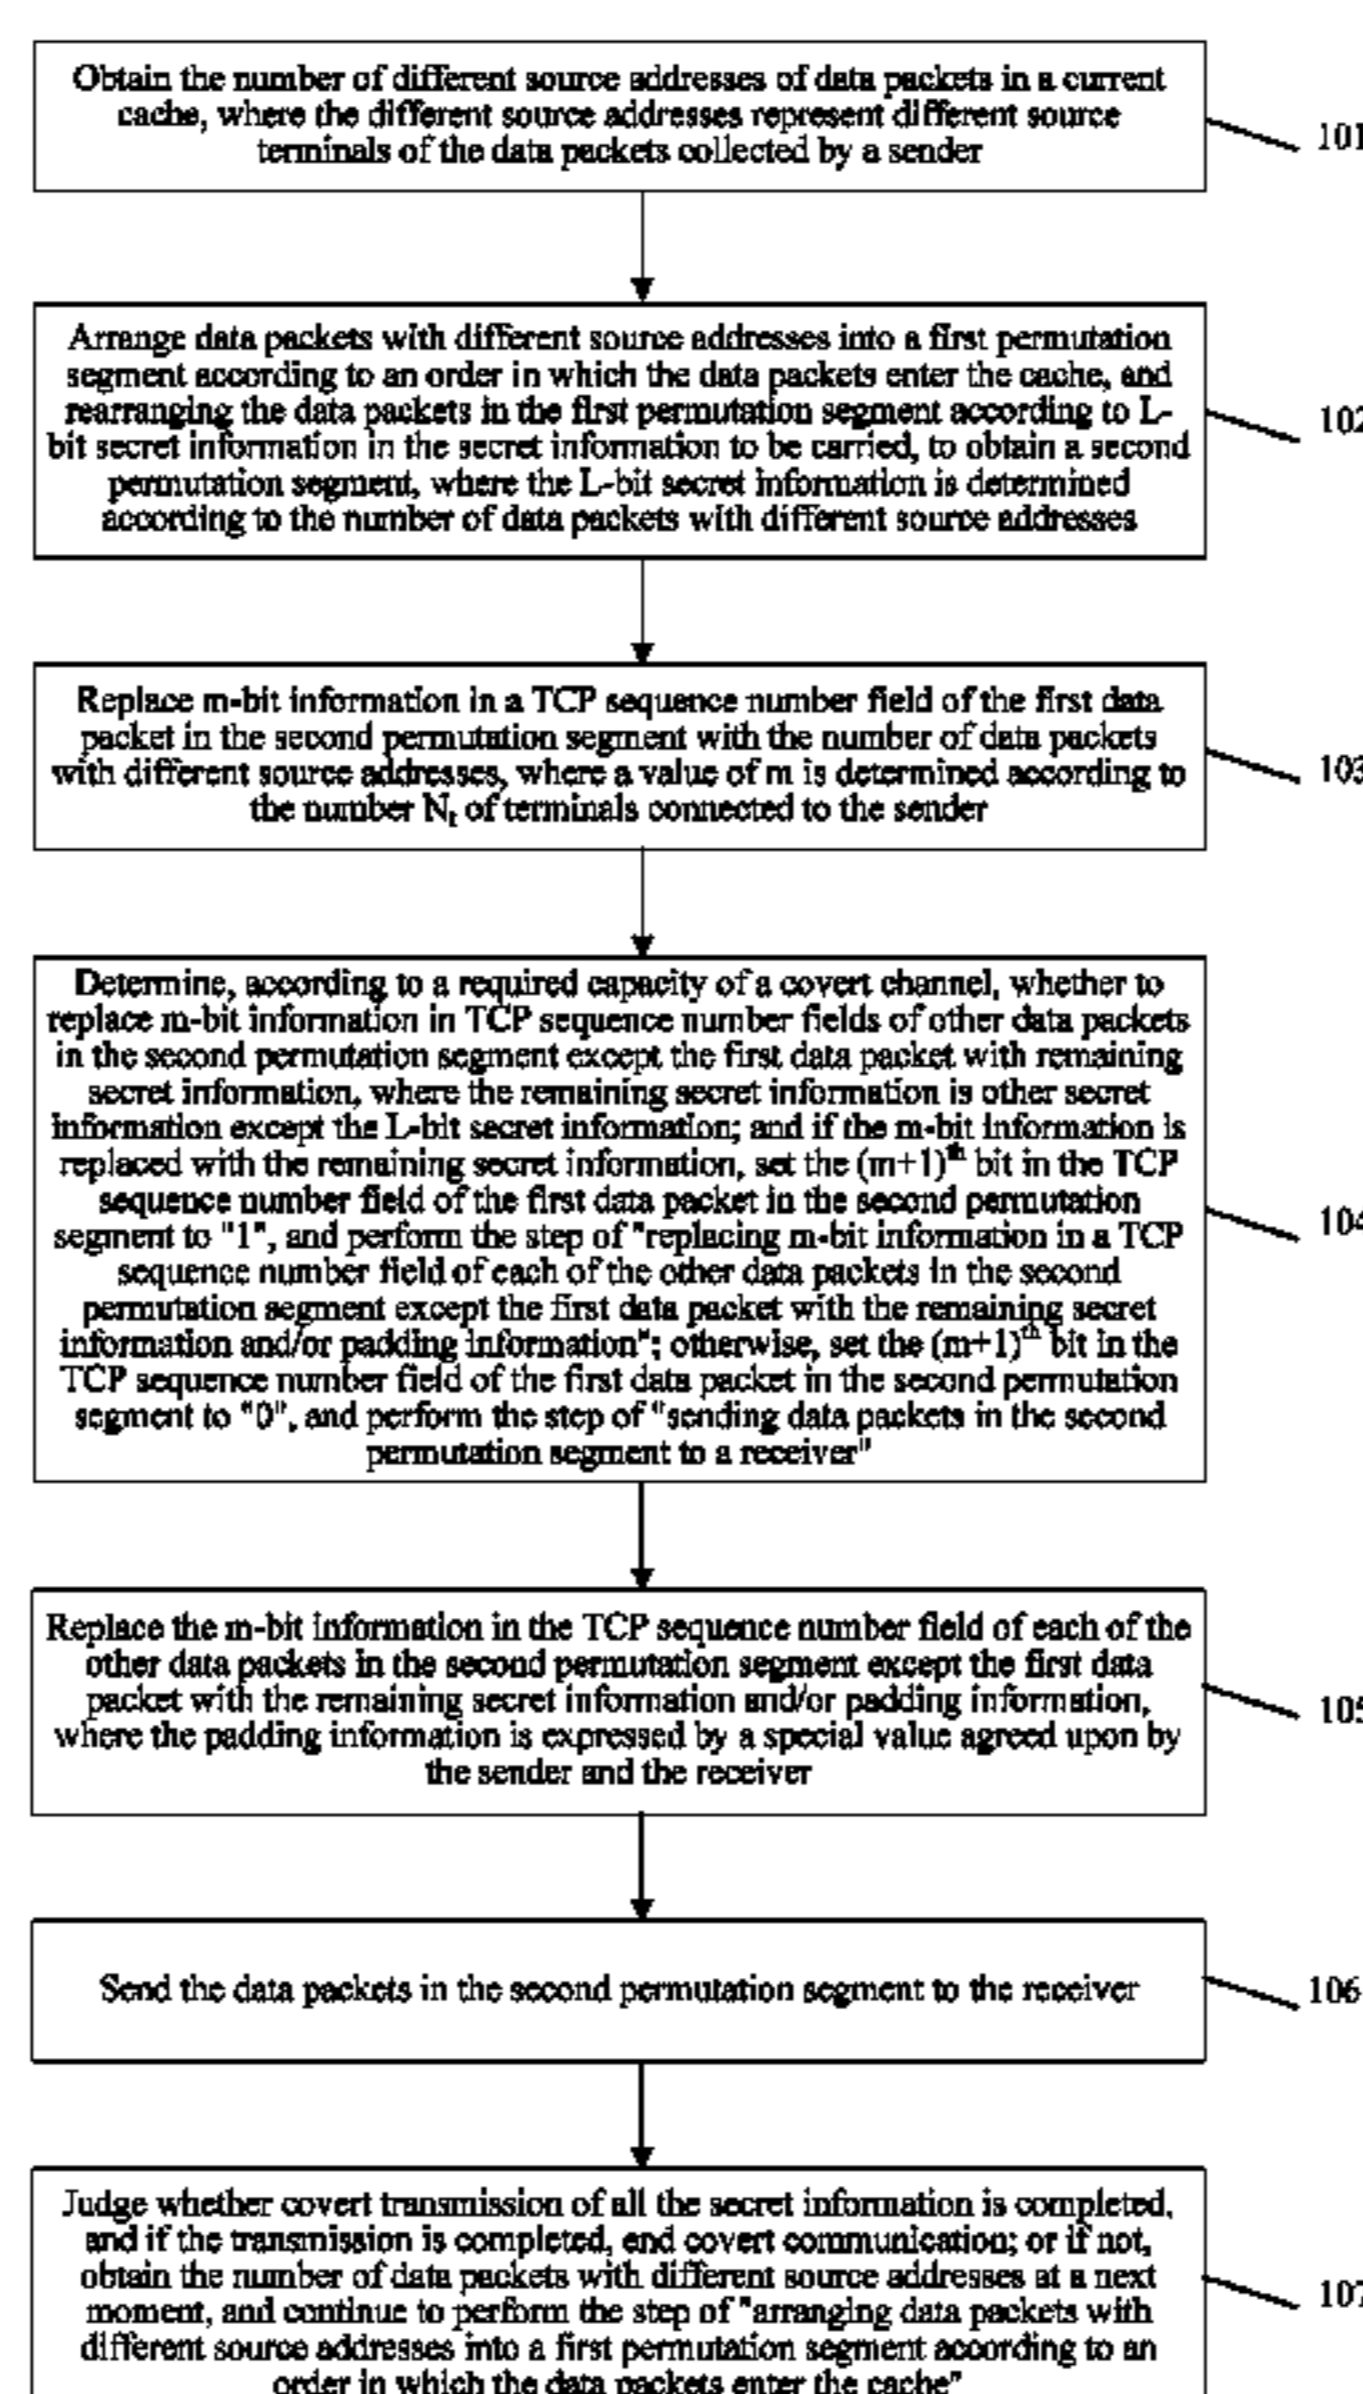 Obtain the number of different source addresses of data packets in a current
cache, where the different source addresses represent different source
terminals of the data packets collected by a sender
101
Arrange data packets with different source addresses into a first permutation
segment according to an order in which the data packets enter the cache, and
rearranging the data packets in the first permutation segment according to L-
bit secret information in the secret information to be carried, to obtain a second
permutation segment, where the L-bit secret information is determined
according to the number of data packets with different source addresses
102
Replace m-bit information in a TCP sequence number field of the first data
packet in the second permutation segment with the number of data packets
with different source addresses, where a value of m is determined according to
the number Nt of terminals connected to the sender
103
Determine, according to a required capacity of a covert channel, whether to
replace m-bit information in TCP sequence number fields of other data packets
in the second permutation segment except the first data packet with remaining
secret information, where the remaining secret information is other secret
information except the L-bit secret information; and if the m-bit information is
replaced with the remaining secret information, set the (m+1)th bit in the TCP
sequence number field of the first data packet in the second permutation
segment to "1", and perform the step of "replacing m-bit information in a TCP
sequence number field of each of the other data packets in the second
permutation segment except the first data packet with the remaining secret
information and/or padding information"; otherwise, set the (m+1)th bit in the
TCP sequence number field of the first data packet in the second permutation
segment to "0", and perform the step of "sending data packets in the second
permutation segment to a receiver"
104
Replace the m-bit information in the TCP sequence number field of each of the
other data packets in the second permutation segment except the first data
packet with the remaining secret information and/or padding information,
where the padding information is expressed by a special value agreed upon by
the sender and the receiver
105
Send the data packets in the second permutation segment to the receiver
106
Judge whether covert transmission of all the secret information is completed,
and if the transmission is completed, end covert communication; or if not,
obtain the number of data packets with different source addresses at a next
moment, and continue to perform the step of "arranging data packets with
different source addresses into a first permutation segment according to an
order in which the data packets enter the cache"
107